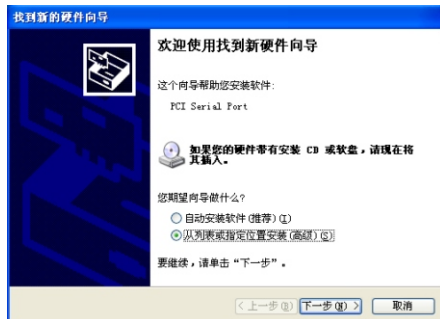 找到新的硬件向导
欢迎使用找到新硬件向导
这个向导帮助您安装软件:
PCI Serial Port
如果您的硬件带有安装 CD 或软盘，请现在将
其插入。
您期望向导做什么?
自动安装软件(推荐)(I)
从列表或指定位置安装(高级)(S)
要继续，请单击“下一步”。
<上一步(B) 下一步(N)> 取消